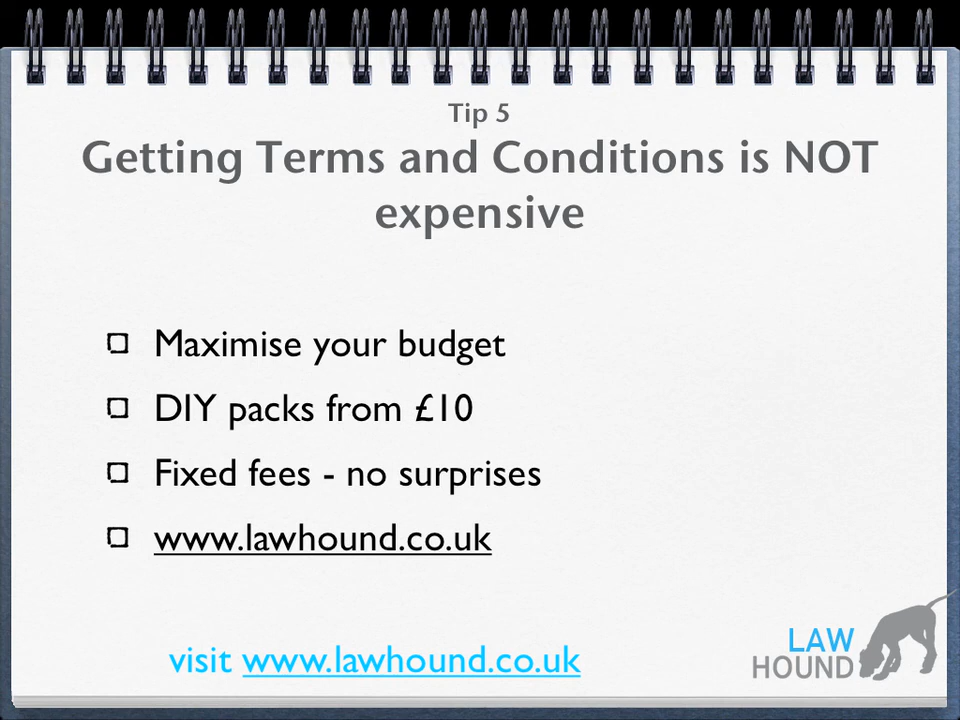 Tip 5
Getting Terms and Conditions is NOT
expensive
Maximise your budget
DIY packs from £10
Fixed fees - no surprises
www.lawhound.co.uk
visit www.lawhound.co.uk
LAW
HOUND